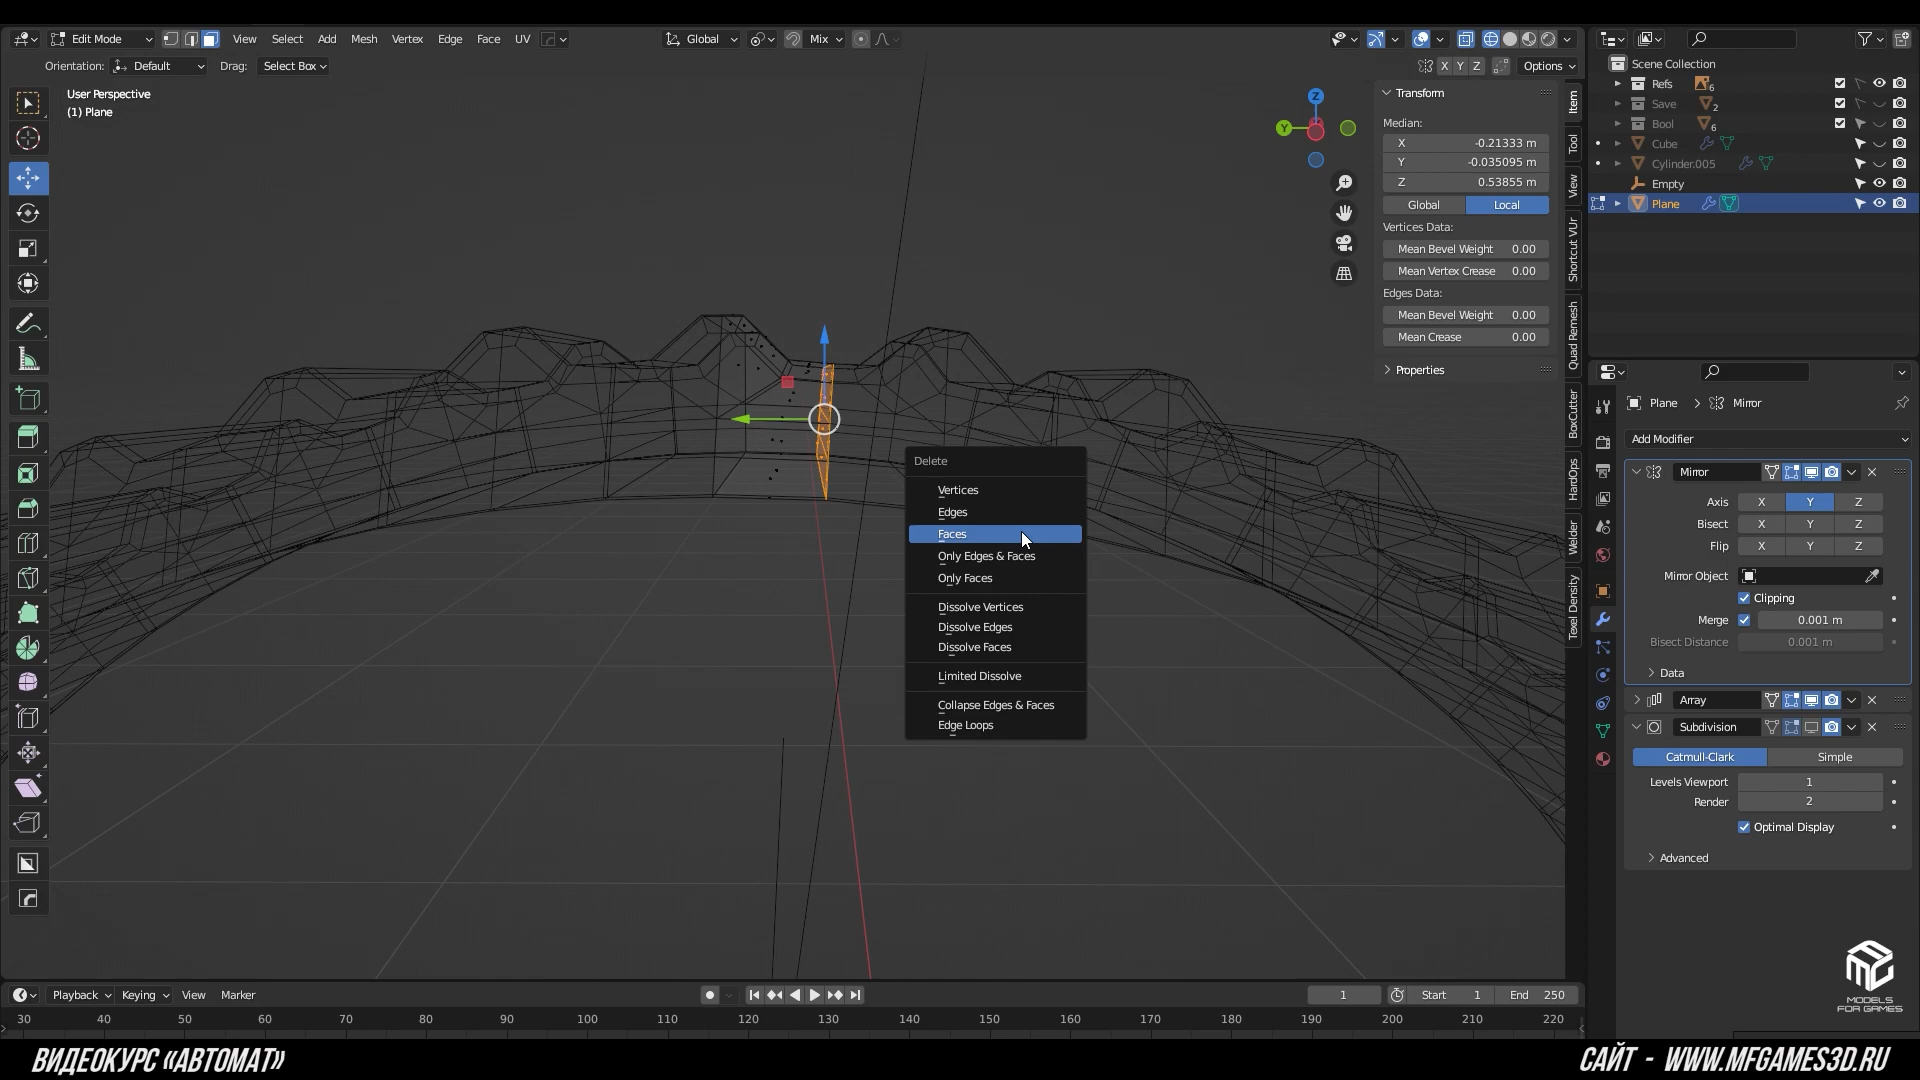 Edit Mode View Select Add Mesh Vertex Edge Face UV Global Mix
Orientation: Default Drag: Select Box X Y Z Options
User Perspective
(1) Plane
Z
Y
Transform
Median:
X -0.21333 m
Y -0.035095 m
Z 0.53855 m
Global Local
Vertices Data:
Mean Bevel Weight 0.00
Mean Vertex Crease 0.00
Edges Data:
Mean Bevel Weight 0.00
Mean Crease 0.00
Properties
Item
Tool
View
Shortcut VUr
Quad Remesh
BoxCutter
HardOps
Welder
Texel Density
Delete
Vertices
Edges
Faces
Only Edges & Faces
Only Faces
Dissolve Vertices
Dissolve Edges
Dissolve Faces
Limited Dissolve
Collapse Edges & Faces
Edge Loops
Scene Collection
Refs 6
Save 2
Bool 6
Cube
Cylinder.005
Empty
Plane
Plane > Mirror
Add Modifier
Mirror
Axis X Y Z
Bisect X Y Z
Flip X Y Z
Mirror Object
Clipping
Merge 0.001 m
Bisect Distance 0.001 m
Data
Array
Subdivision
Catmull-Clark Simple
Levels Viewport 1
Render 2
Optimal Display
Advanced
MODELS
FOR GAMES
Playback Keying View Marker 1 Start 1 End 250
30 40 50 60 70 80 90 100 110 120 130 140 150 160 170 180 190 200 210 220
ВИДЕОКУРС «АВТОМАТ»
САЙТ - WWW.MFGAMES3D.RU